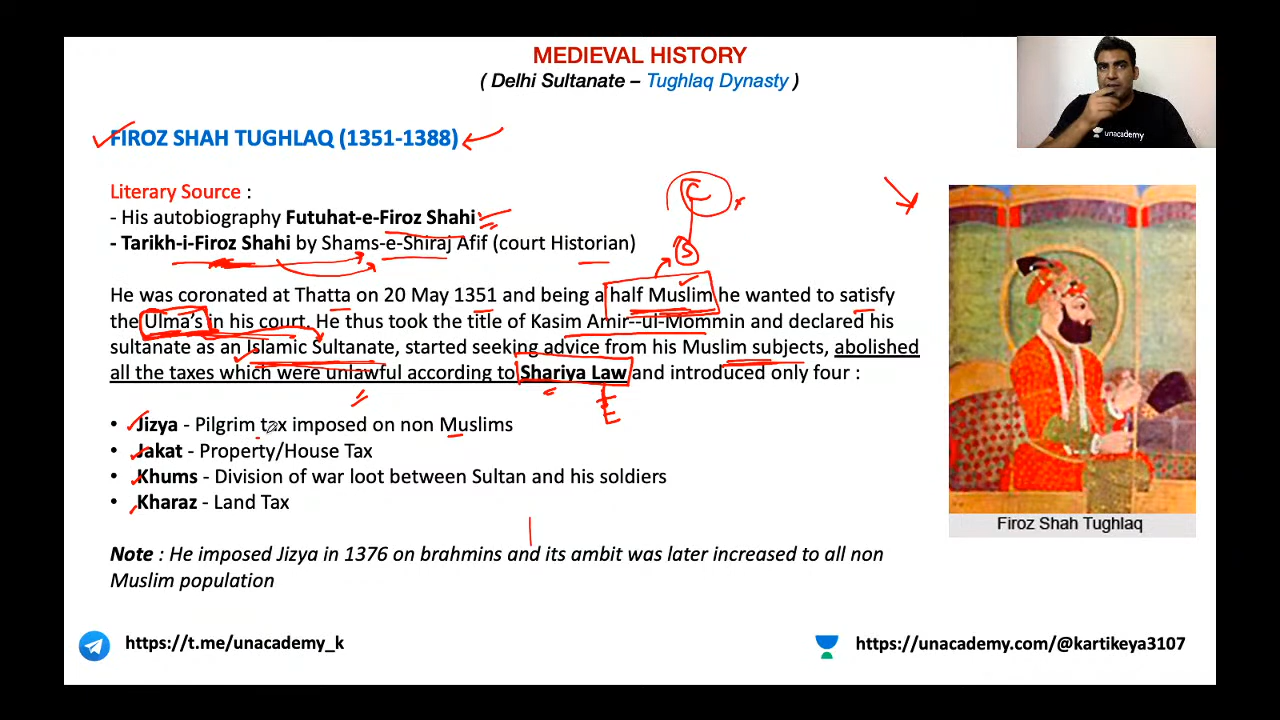 MEDIEVAL HISTORY
( Delhi Sultanate – Tughlaq Dynasty )
unacademy
FIROZ SHAH TUGHLAQ (1351-1388)
Literary Source :
- His autobiography Futuhat-e-Firoz Shahi
- Tarikh-i-Firoz Shahi by Shams-e-Shiraj Afif (court Historian)
C
S
He was coronated at Thatta on 20 May 1351 and being a half Muslim he wanted to satisfy
the Ulma's in his court. He thus took the title of Kasim Amir--ul-Mommin and declared his
sultanate as an Islamic Sultanate, started seeking advice from his Muslim subjects, abolished
all the taxes which were unlawful according to Shariya Law and introduced only four :
E
• Jizya - Pilgrim tax imposed on non Muslims
• Jakat - Property/House Tax
• Khums - Division of war loot between Sultan and his soldiers
• Kharaz - Land Tax
Firoz Shah Tughlaq
Note : He imposed Jizya in 1376 on brahmins and its ambit was later increased to all non
Muslim population
https://t.me/unacademy_k
https://unacademy.com/@kartikeya3107